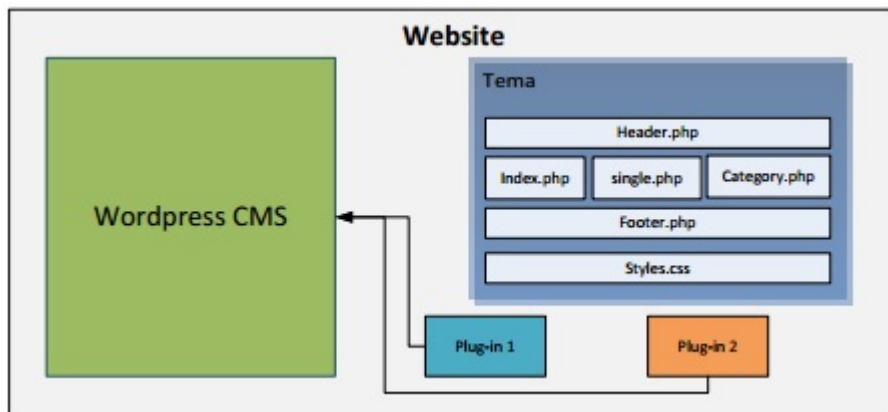 Website
Wordpress CMS
Tema
Header.php
Index.php
single.php
Category.php
Footer.php
Styles.css
Plug-in 1
Plug-in 2